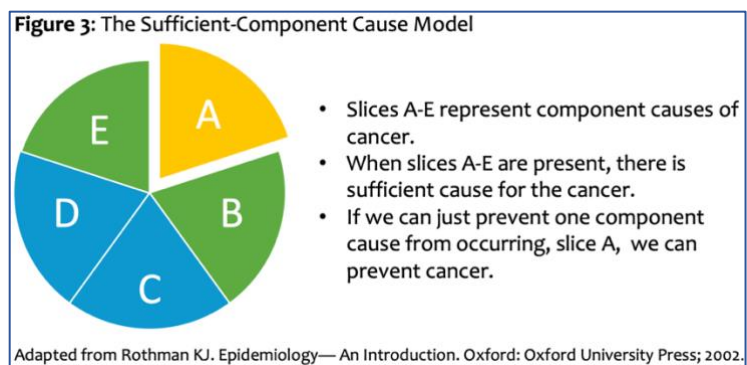 Figure 3: The Sufficient-Component Cause Model
A
B
C
D
E
• Slices A-E represent component causes of
cancer.
• When slices A-E are present, there is
sufficient cause for the cancer.
• If we can just prevent one component
cause from occurring, slice A, we can
prevent cancer.
Adapted from Rothman KJ. Epidemiology— An Introduction. Oxford: Oxford University Press; 2002.